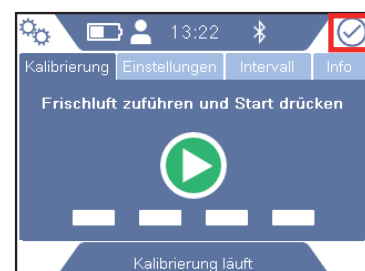 13:22
Kalibrierung Einstellungen Intervall Info
Frischluft zuführen und Start drücken
Kalibrierung läuft